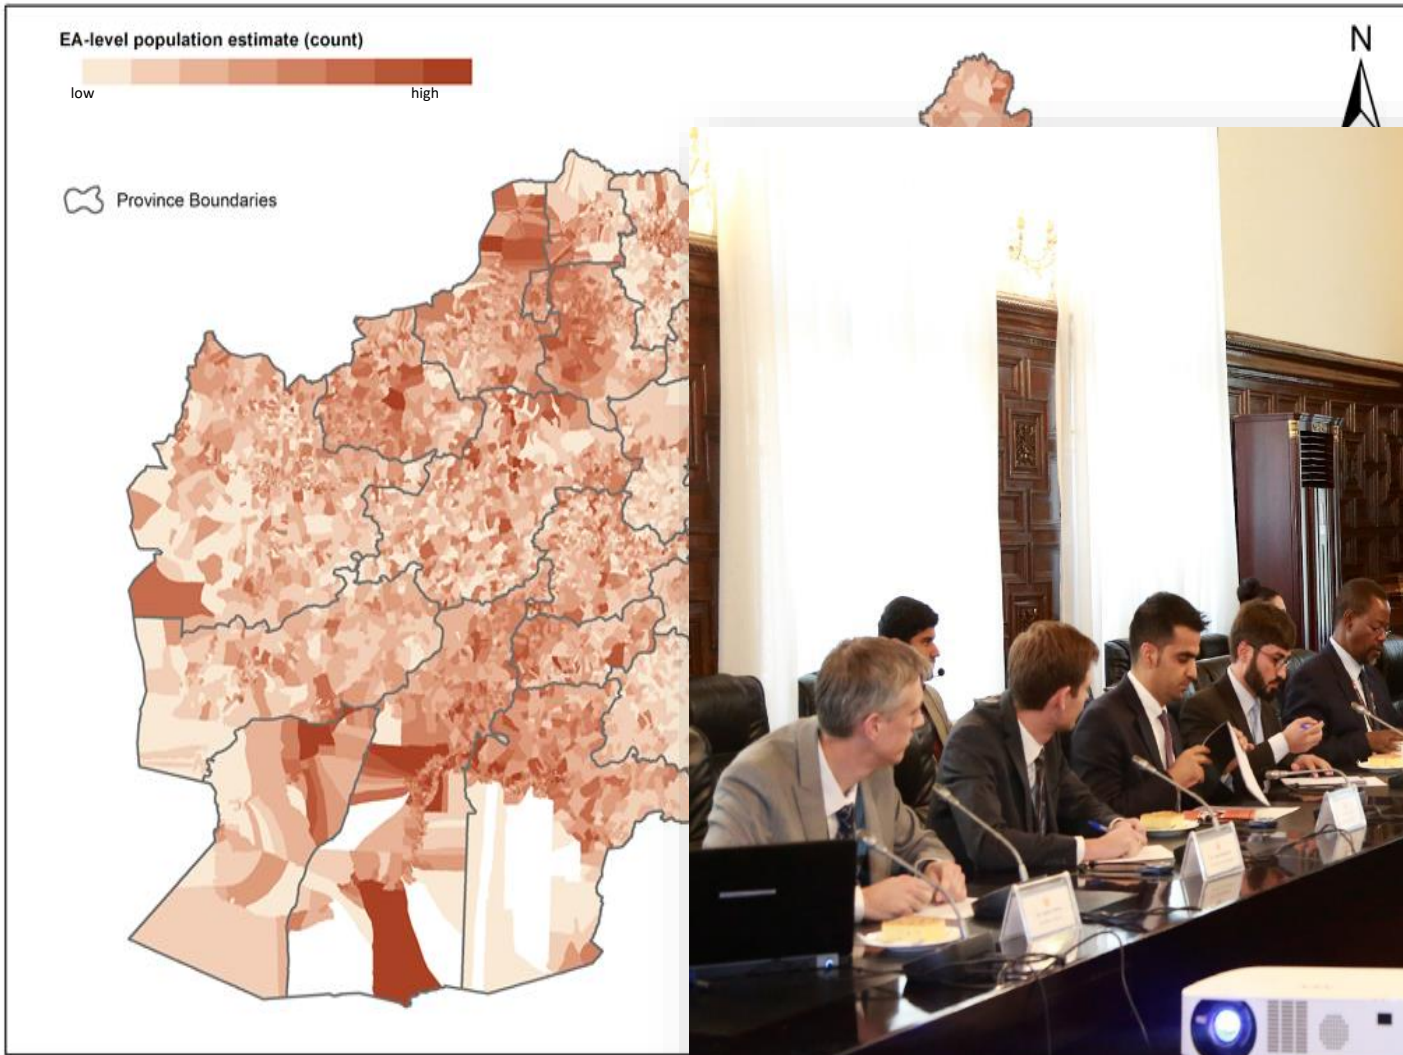 EA-level population estimate (count)
low high
N
Province Boundaries